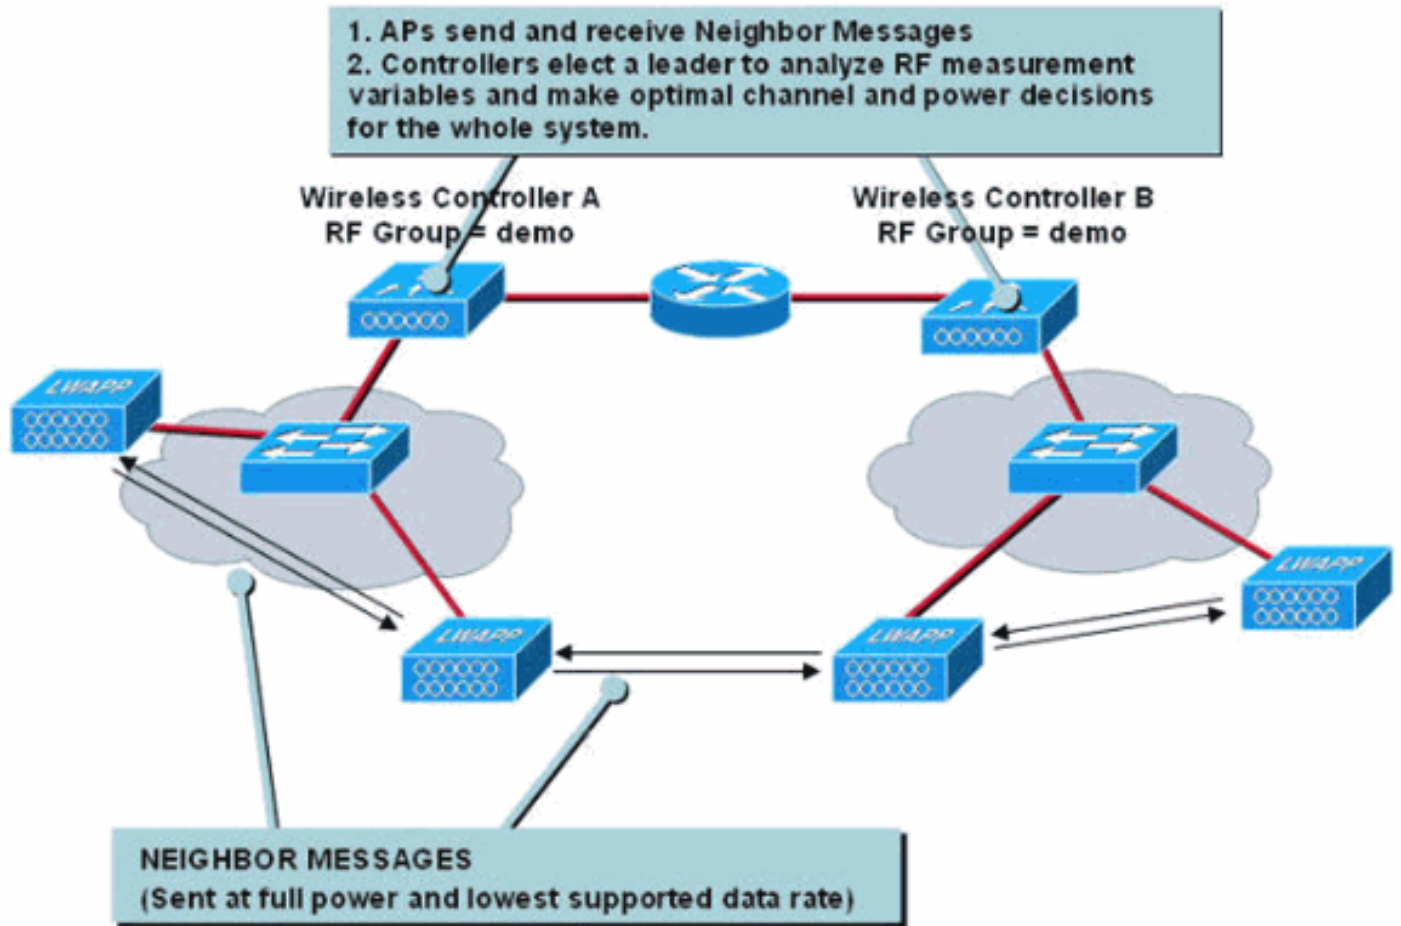 1. APs send and receive Neighbor Messages
2. Controllers elect a leader to analyze RF measurement
variables and make optimal channel and power decisions
for the whole system.
Wireless Controller A
RF Group = demo
Wireless Controller B
RF Group = demo
LWAPP
LWAPP
LWAPP
LWAPP
NEIGHBOR MESSAGES
(Sent at full power and lowest supported data rate)